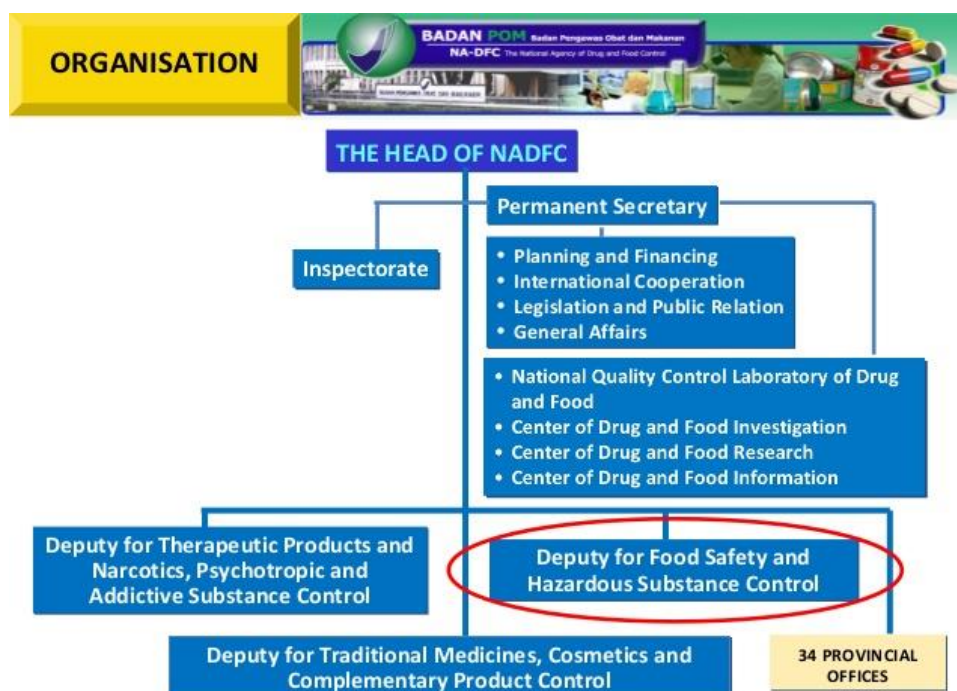 ORGANISATION
BADAN POM Badan Pengawas Obat dan Makanan
NA-DFC The National Agency of Drug and Food Control
THE HEAD OF NADFC
Permanent Secretary
Inspectorate
• Planning and Financing
• International Cooperation
• Legislation and Public Relation
• General Affairs
• National Quality Control Laboratory of Drug
and Food
• Center of Drug and Food Investigation
• Center of Drug and Food Research
• Center of Drug and Food Information
Deputy for Therapeutic Products and
Narcotics, Psychotropic and
Addictive Substance Control
Deputy for Food Safety and
Hazardous Substance Control
Deputy for Traditional Medicines, Cosmetics and
Complementary Product Control
34 PROVINCIAL
OFFICES